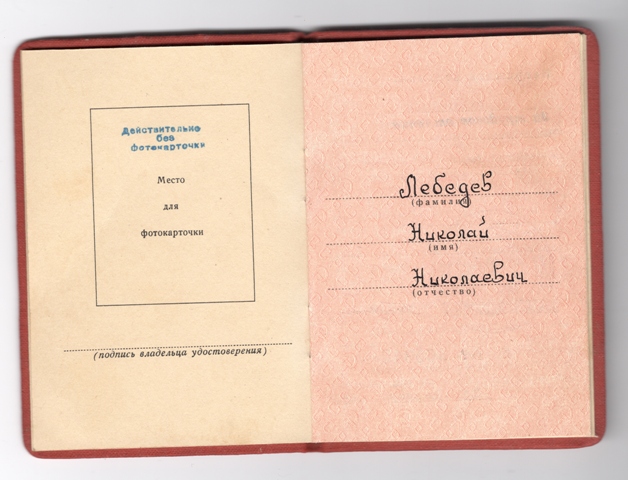 Действительно
без
фотокарточки
Место
для
фотокарточки
(подпись владельца удостоверения)
Лебедев
(фамилия)
Николай
(имя)
Николаевич
(отчество)